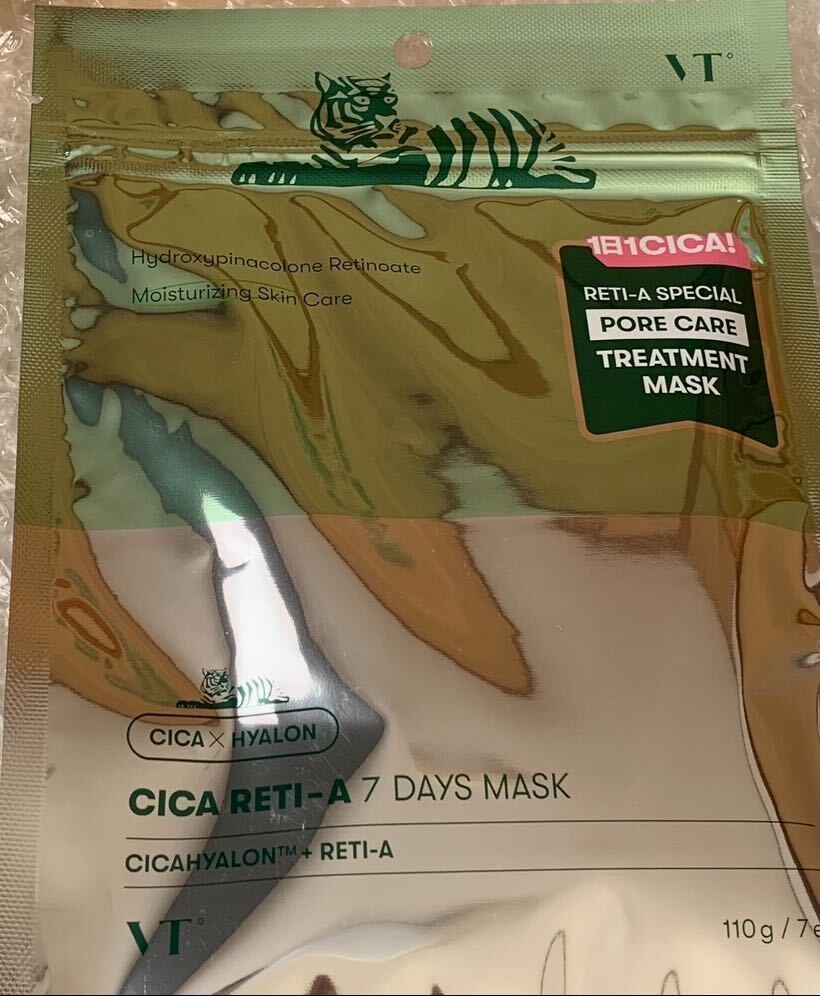 VT°
Hydroxypinacolone Retinoate
Moisturizing Skin Care
1日1CICA!
RETI-A SPECIAL
PORE CARE
TREATMENT
MASK
CICA×HYALON
CICA RETI-A 7 DAYS MASK
CICAHYALON™ + RETI-A
VT°
110g / 7